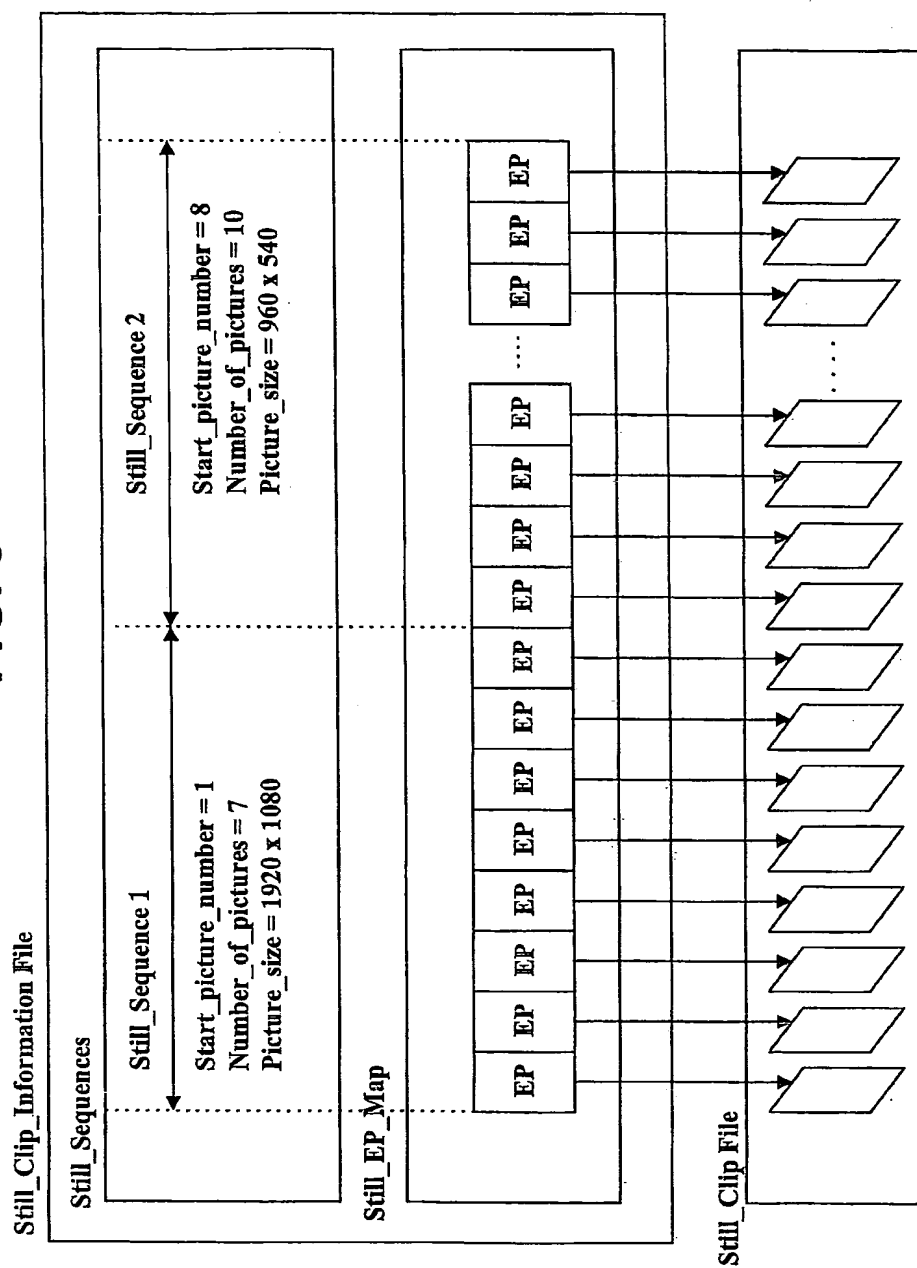 Still_Clip_Information File
Still_Sequences
Still_Sequence 1
Still_Sequence 2
Start_picture_number = 1
Number_of_pictures = 7
Picture_size = 1920 x 1080
Start_picture_number = 8
Number_of_pictures = 10
Picture_size = 960 x 540
Still_EP_Map
EP EP EP EP EP EP EP EP EP EP EP EP ..... EP EP EP
Still_Clip File